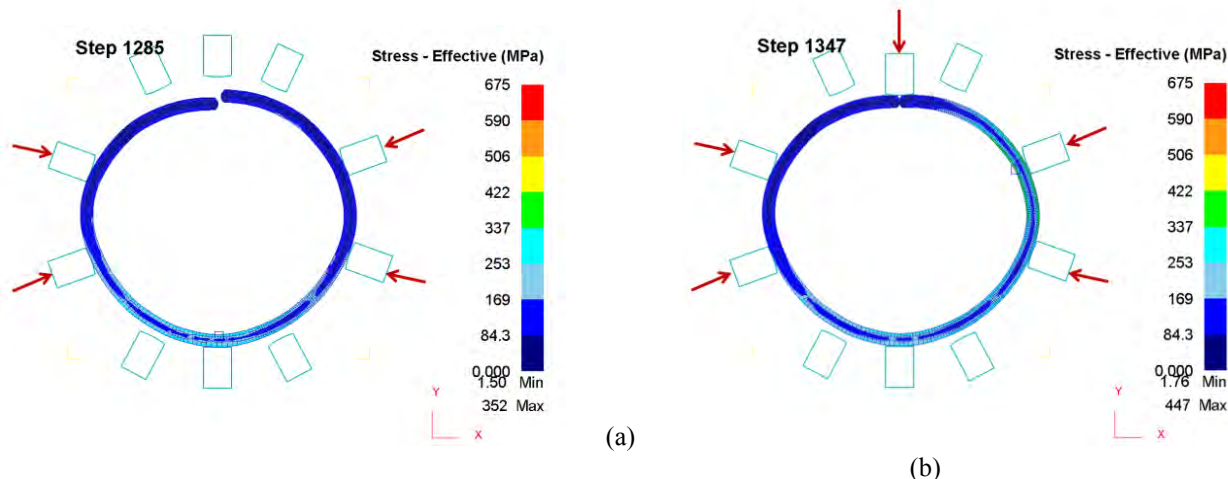 Step 1285
Stress - Effective (MPa)
675
590
506
422
337
253
169
84.3
0,000
1.50 Min
352 Max
Y
X
(a)
Step 1347
Stress - Effective (MPa)
675
590
506
422
337
253
169
84.3
0,000
1.76 Min
447 Max
Y
X
(b)